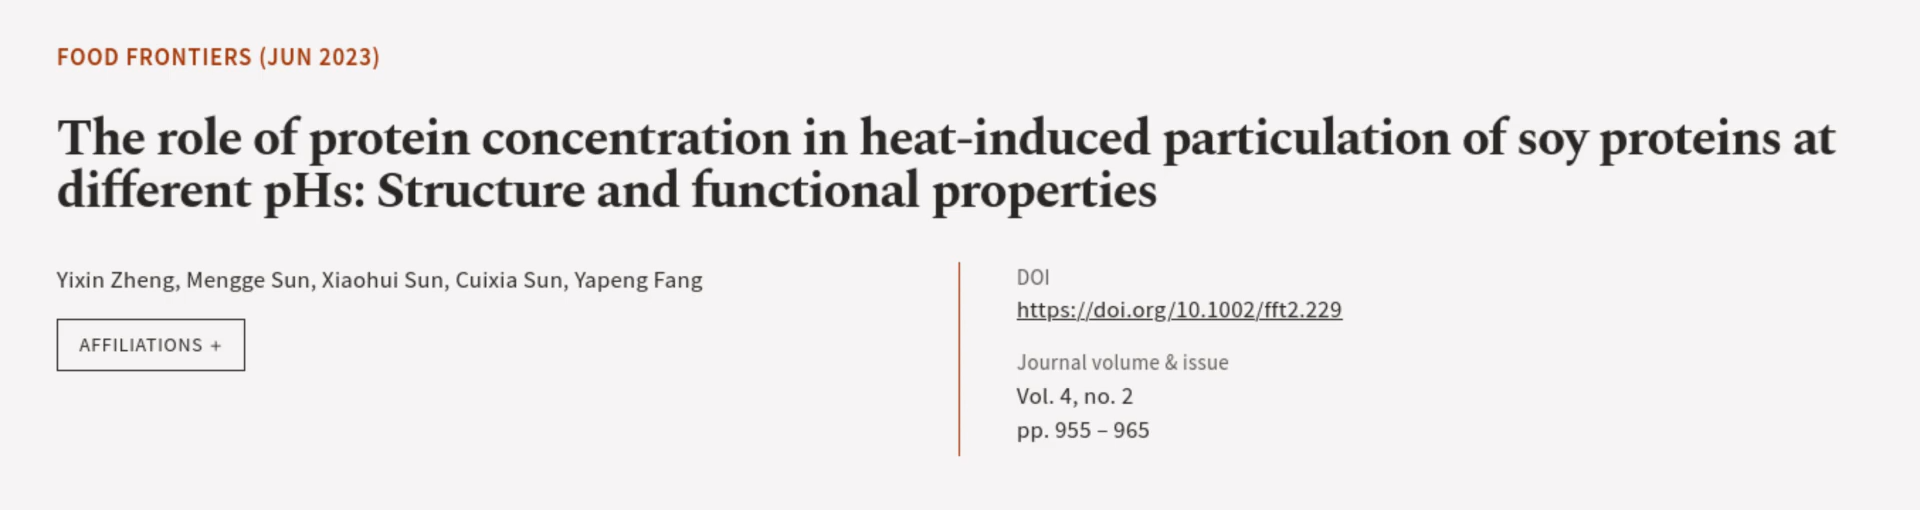 FOOD FRONTIERS (JUN 2023)
The role of protein concentration in heat-induced particulation of soy proteins at
different pHs: Structure and functional properties
Yixin Zheng, Mengge Sun, Xiaohui Sun, Cuixia Sun, Yapeng Fang
AFFILIATIONS +
DOI
https://doi.org/10.1002/fft2.229
Journal volume & issue
Vol. 4, no. 2
pp. 955 – 965